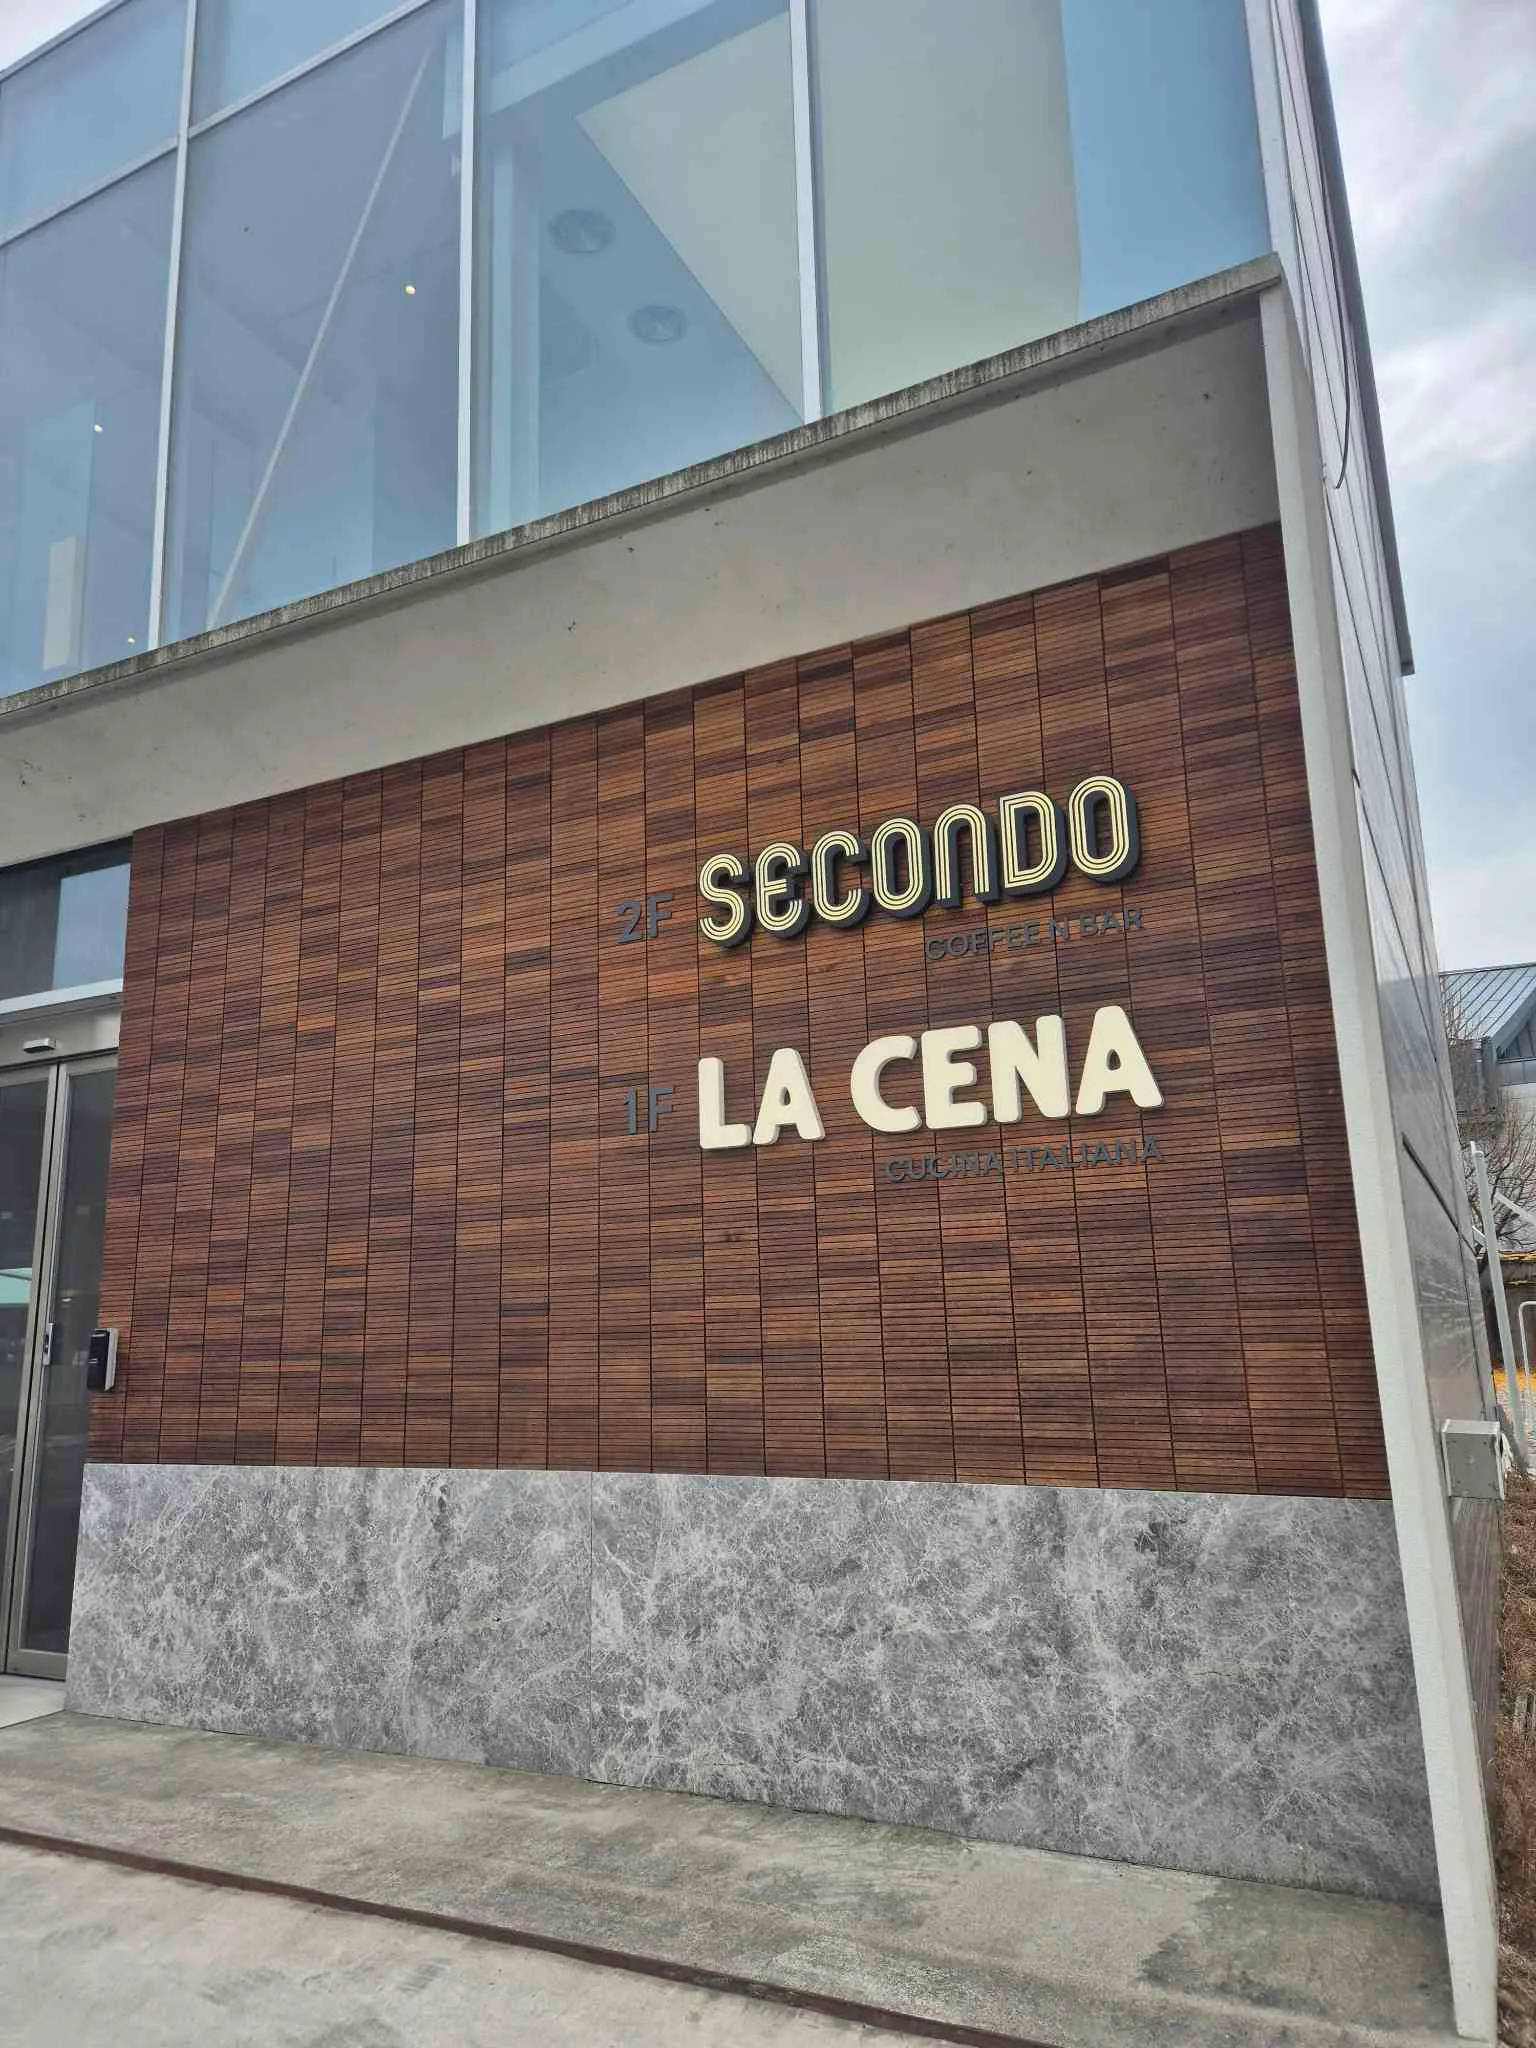 2F SECONDO
COFFEE N BAR
1F LA CENA
CUCINA ITALIANA